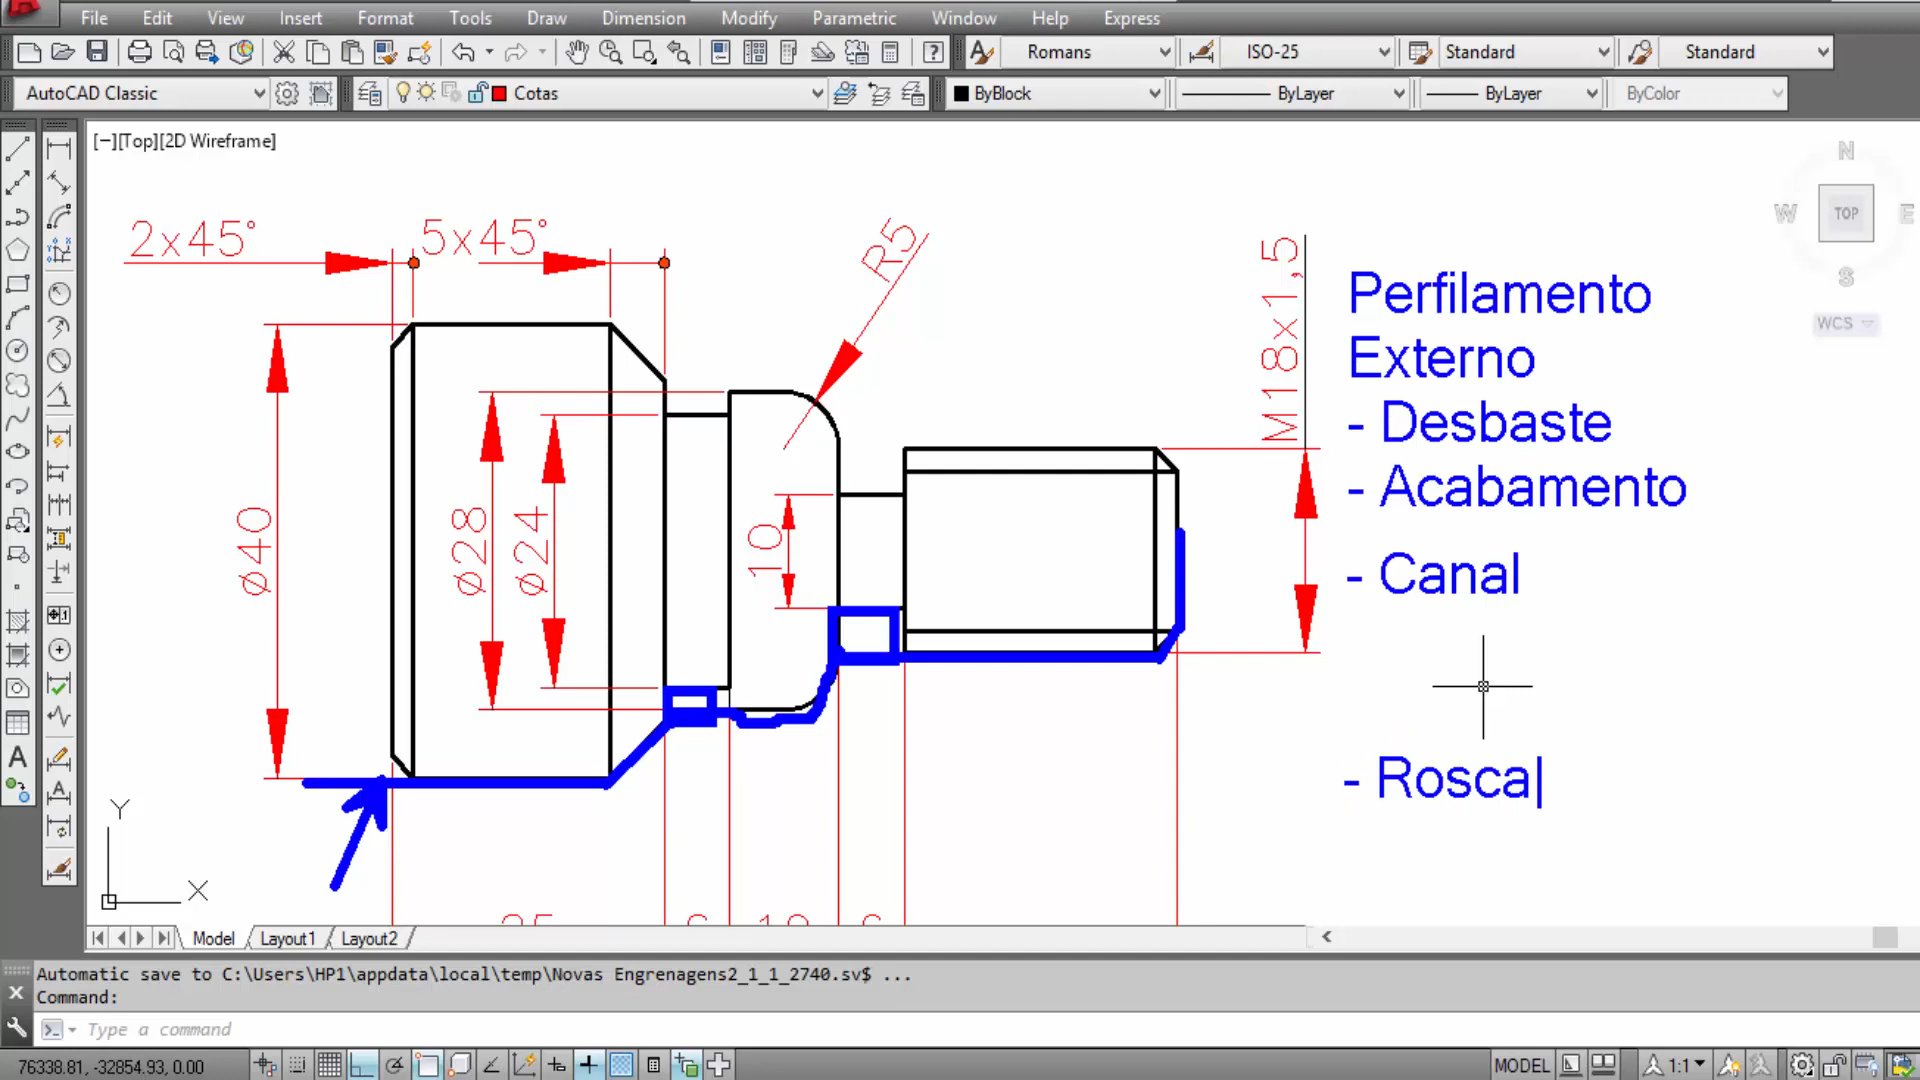 File Edit View Insert Format Tools Draw Dimension Modify Parametric Window Help Express
Romans ISO-25 Standard Standard
AutoCAD Classic Cotas ByBlock ByLayer ByLayer ByColor
[−][Top][2D Wireframe]
N
W TOP E
S
WCS
2x45° 5x45° R5
M18x1,5
Perfilamento
Externo
- Desbaste
- Acabamento
- Canal
- Rosca
ø40 ø28 ø24 10
Y
X
Model Layout1 Layout2
Automatic save to C:\Users\HP1\appdata\local\temp\Novas Engrenagens2_1_1_2740.sv$ ...
Command:
Type a command
76338.81, -32854.93, 0.00 MODEL 1:1